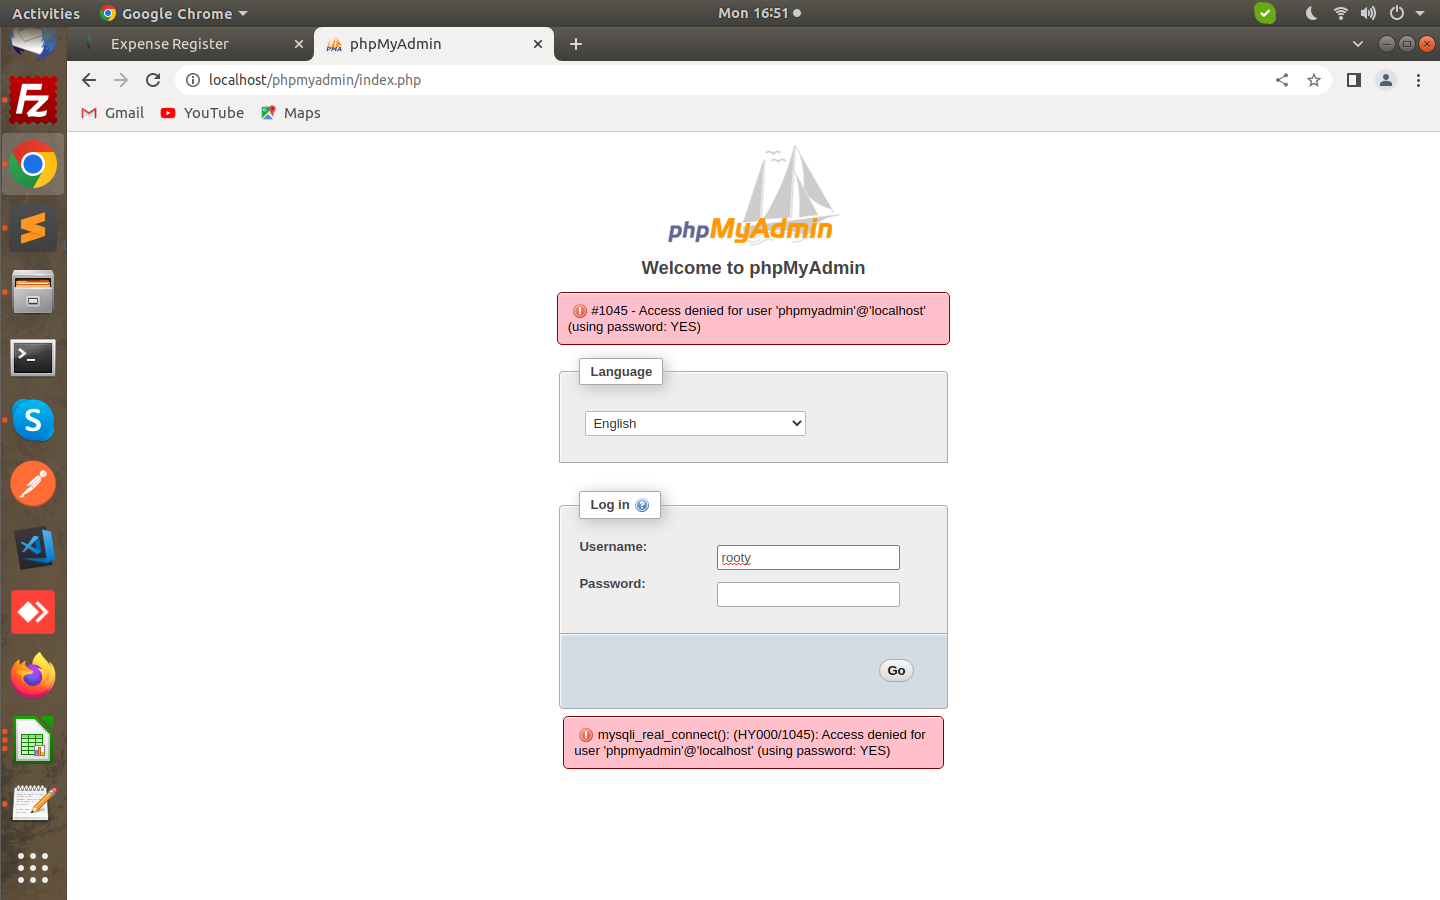 Activities
Google Chrome
Mon 16:51
Expense Register
phpMyAdmin
localhost/phpmyadmin/index.php
Gmail
YouTube
Maps
phpMyAdmin
Welcome to phpMyAdmin
#1045 - Access denied for user 'phpmyadmin'@'localhost'
(using password: YES)
Language
English
Log in
Username:
rooty
Password:
Go
mysqli_real_connect(): (HY000/1045): Access denied for
user 'phpmyadmin'@'localhost' (using password: YES)